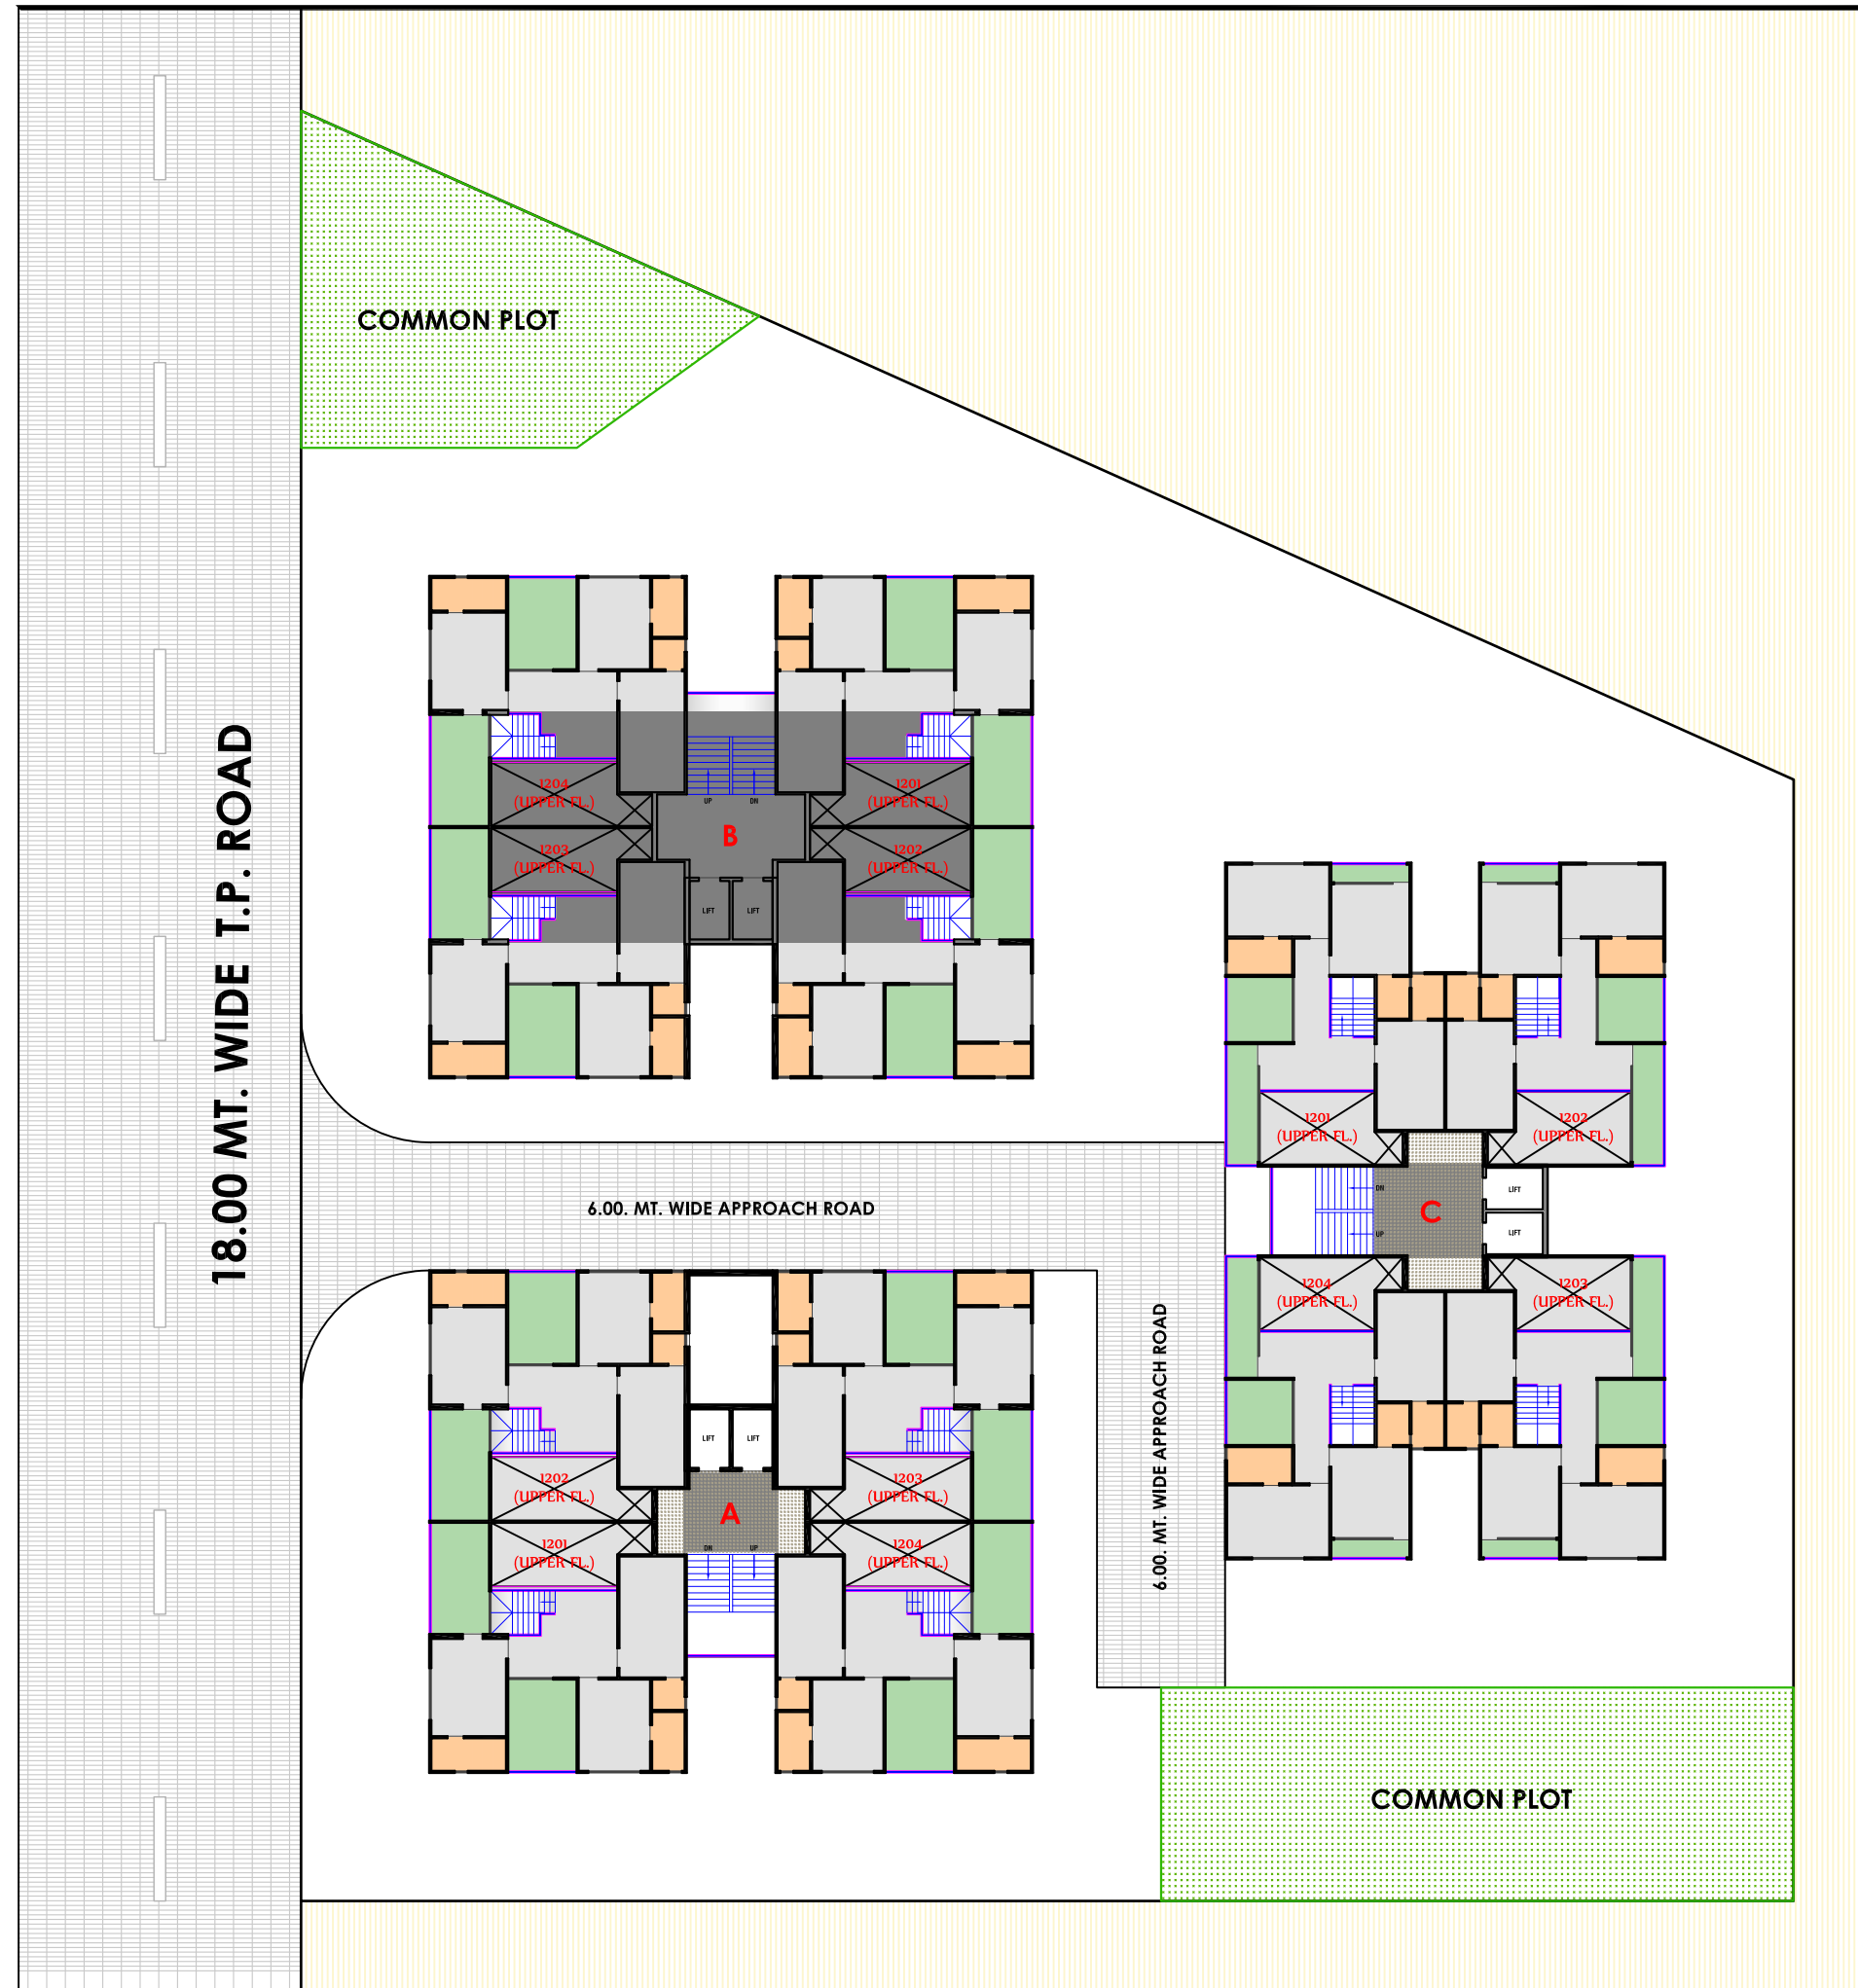 COMMON PLOT
18.00 MT. WIDE T.P. ROAD
1204
(UPPER FL.)
1201
(UPPER FL.)
UP
DN
B
1203
(UPPER FL.)
1202
(UPPER FL.)
LIFT
LIFT
1201
(UPPER FL.)
1202
(UPPER FL.)
DN
LIFT
C
UP
LIFT
6.00. MT. WIDE APPROACH ROAD
1204
(UPPER FL.)
1203
(UPPER FL.)
6.00. MT. WIDE APPROACH ROAD
LIFT
LIFT
1202
(UPPER FL.)
1203
(UPPER FL.)
A
1201
(UPPER FL.)
DN
UP
1204
(UPPER FL.)
COMMON PLOT